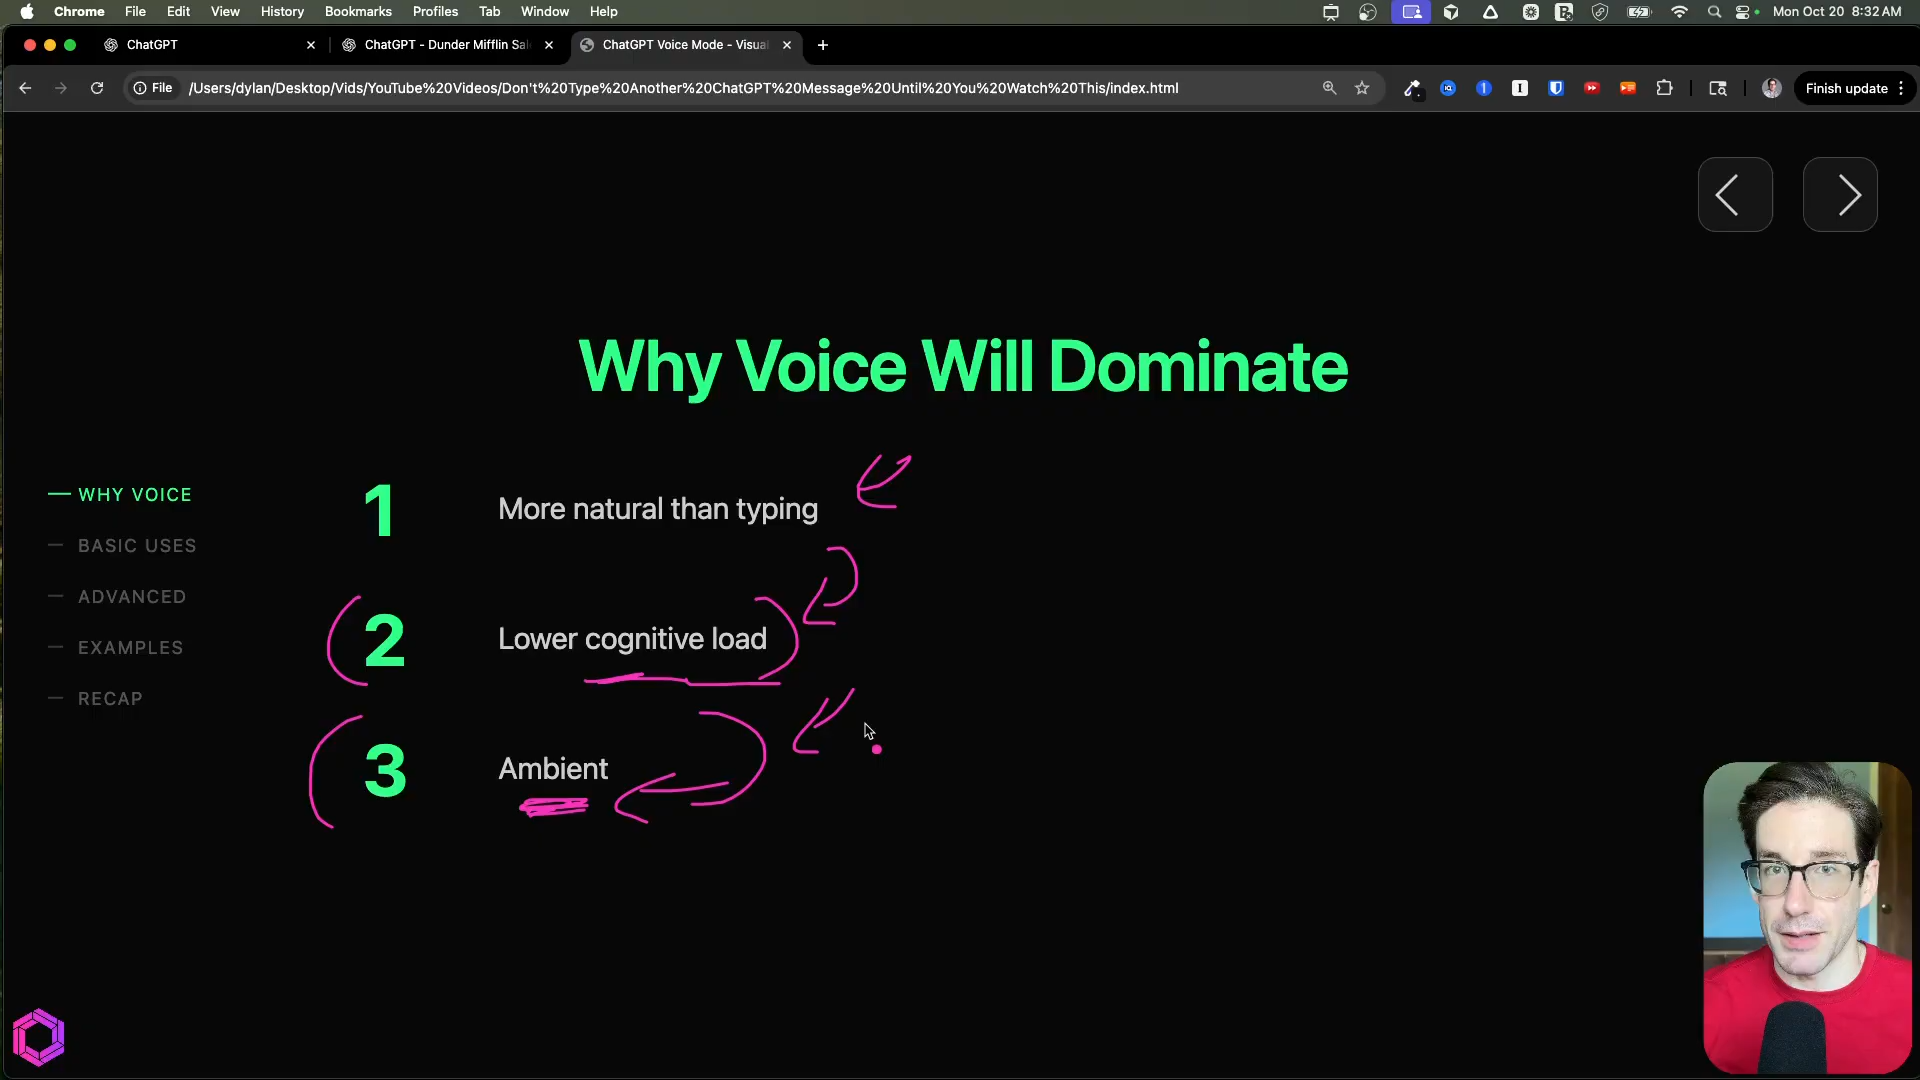 Chrome File Edit View History Bookmarks Profiles Tab Window Help Mon Oct 20 8:32 AM
ChatGPT ChatGPT - Dunder Mifflin Sal ChatGPT Voice Mode - Visual
File /Users/dylan/Desktop/Vids/YouTube%20Videos/Don't%20Type%20Another%20ChatGPT%20Message%20Until%20You%20Watch%20This/index.html Finish update
Why Voice Will Dominate
WHY VOICE
BASIC USES
ADVANCED
EXAMPLES
RECAP
1 More natural than typing
2 Lower cognitive load
3 Ambient